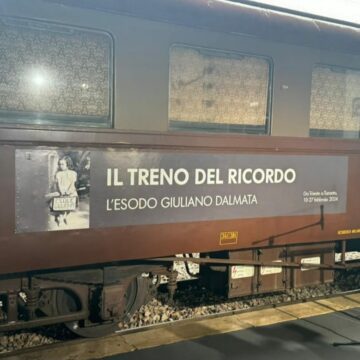 IL TRENO DEL RICORDO
L'ESODO GIULIANO DALMATA
Da Trieste a Taranto,
10-27 febbraio 2024